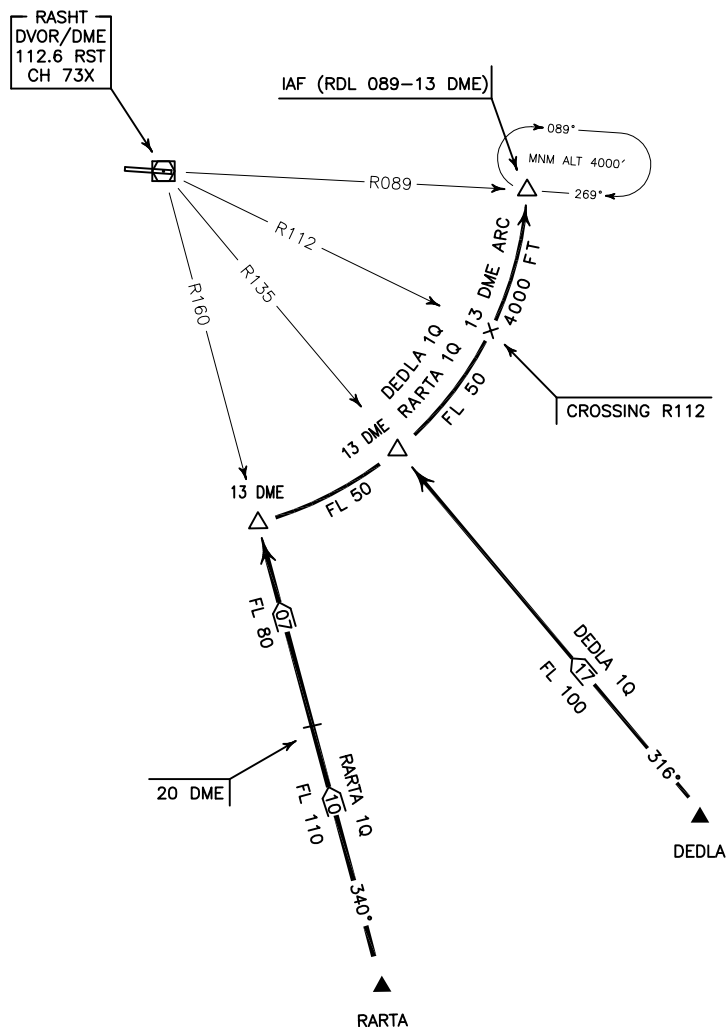 RASHT
DVOR/DME
112.6 RST
CH 73X
IAF (RDL 089-13 DME)
089°
MNM ALT 4000'
269°
R089
R112
R135
R160
13 DME ARC
4000 FT
DEDLA 1Q
RARTA 1Q
13 DME
FL 50
CROSSING R112
13 DME
FL 50
07
FL 80
DEDLA 1Q
17
FL 100
316°
DEDLA
20 DME
RARTA 1Q
10
FL 110
340°
RARTA